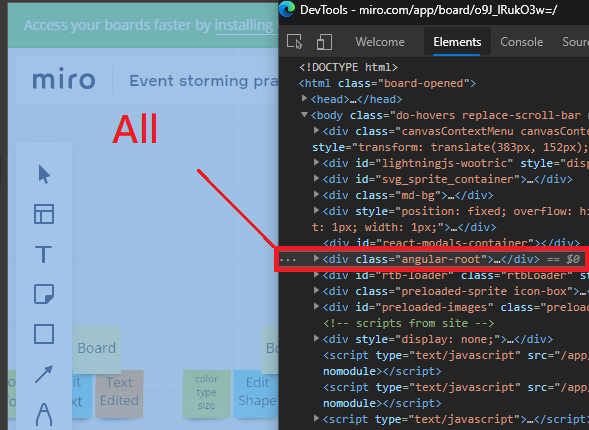 Access your boards faster by installing
miro
Event storming pra
All
Board
Bo
Text
Edited
color
type
size
Edit
Shape
DevTools - miro.com/app/board/o9J_lRukO3w=/
Welcome
Elements
Console
Sour
<!DOCTYPE html>
<html class="board-opened">
<head>…</head>
<body class="do-hovers replace-scroll-bar
<div class="canvasContextMenu canvasConte
style="transform: translate(383px, 152px);
<div id="lightningjs-wootric" style="disp
<div id="svg_sprite_container">…</div>
<div class="md-bg">…</div>
<div style="position: fixed; overflow: hi
t: 1px; width: 1px;">…</div>
<div id="react-modals-container"></div>
… <div class="angular-root">…</div> == $0
<div id="rtb-loader" class="rtbLoader" st
<div class="preloaded-sprite icon-box">…
<div id="preloaded-images" class="preload
<!-- scripts from site -->
<div style="display: none;">…</div>
<script type="text/javascript" src="/app/
nomodule></script>
<script type="text/javascript" src="/app/
nomodule></script>
<script type="text/javascript">…</script>